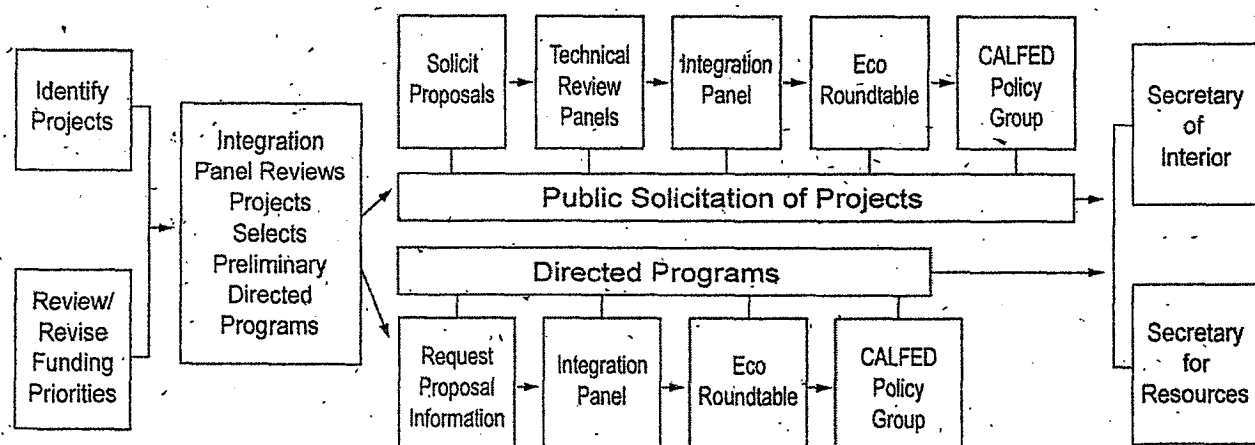 Identify
Projects
Review/
Revise
Funding
Priorities
Integration
Panel Reviews
Projects
Selects
Preliminary
Directed
Programs
Solicit
Proposals
Technical
Review
Panels
Integration
Panel
Eco
Roundtable
CALFED
Policy
Group
Public Solicitation of Projects
Directed Programs
Request
Proposal
Information
Integration
Panel
Eco
Roundtable
CALFED
Policy
Group
Secretary
of
Interior
Secretary
for
Resources